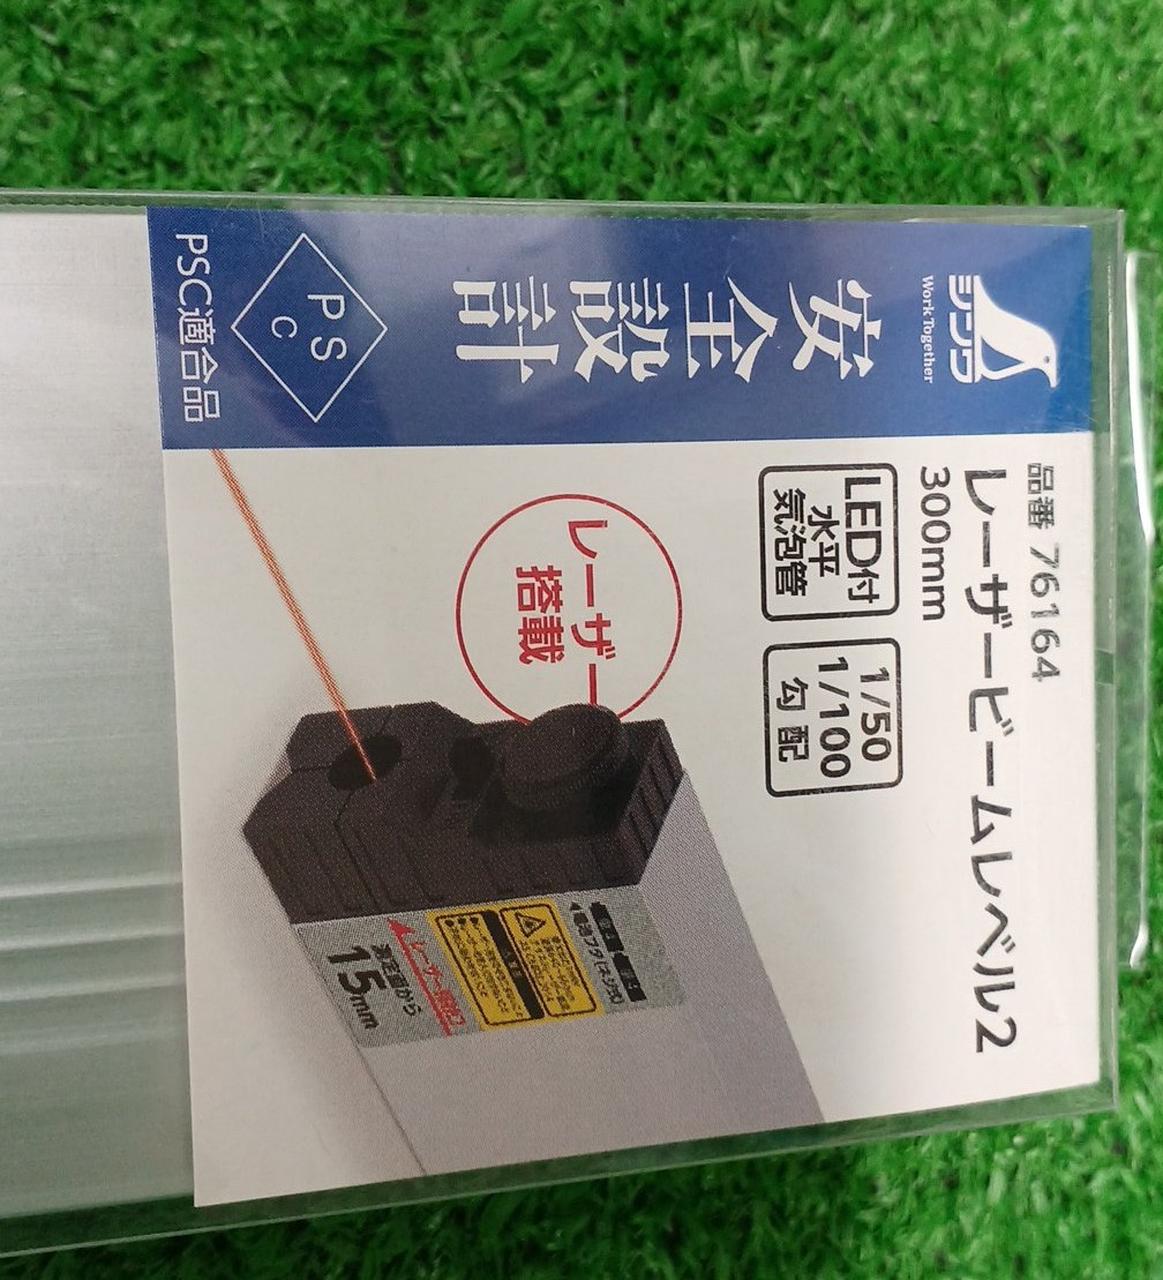 シンワ
Work Together
安全設計
PSC
PSC適合品
品番 76164
レーザービームレベル2
300mm
LED付
水平
気泡管
1/50
1/100
勾配
レーザー
搭載
測定面から
15mm